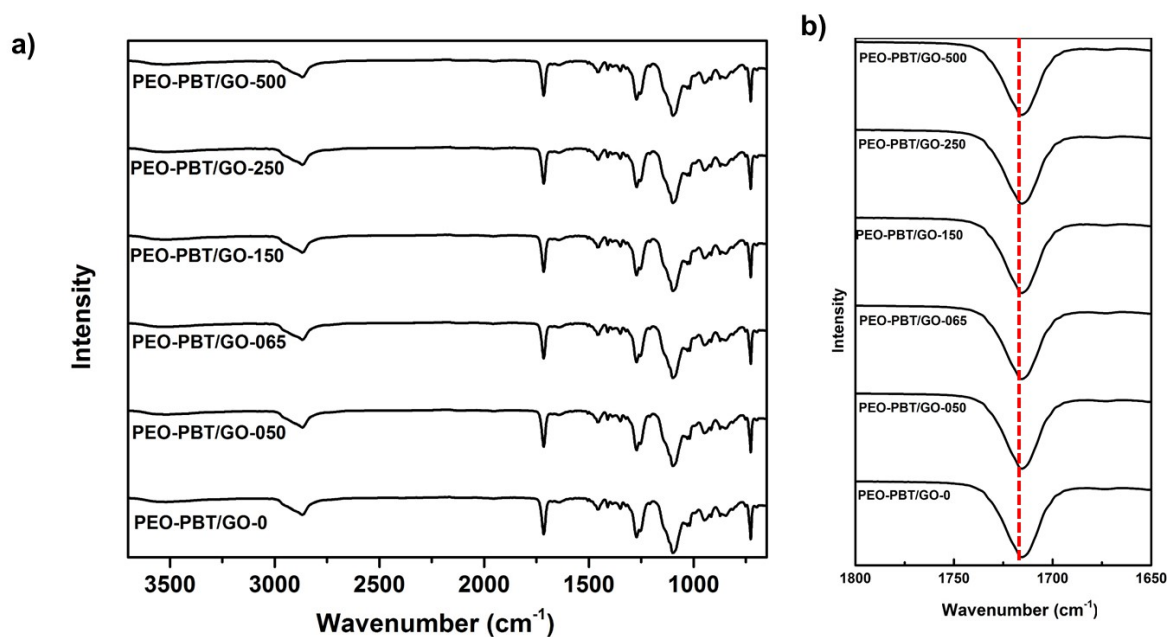 a)
Intensity
PEO-PBT/GO-500
PEO-PBT/GO-250
PEO-PBT/GO-150
PEO-PBT/GO-065
PEO-PBT/GO-050
PEO-PBT/GO-0
3500 3000 2500 2000 1500 1000
Wavenumber (cm⁻¹)
b)
Intensity
PEO-PBT/GO-500
PEO-PBT/GO-250
PEO-PBT/GO-150
PEO-PBT/GO-065
PEO-PBT/GO-050
PEO-PBT/GO-0
1800 1750 1700 1650
Wavenumber (cm⁻¹)